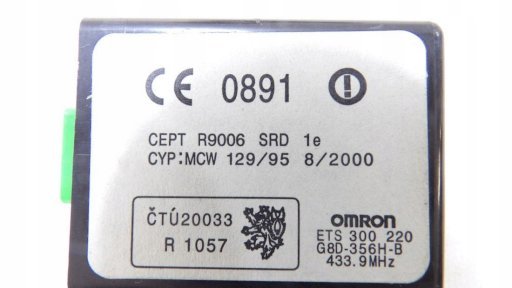 CE 0891
CEPT R9006 SRD 1e
CYP:MCW 129/95 8/2000
ČTÚ20033
R 1057
OMRON
ETS 300 220
G8D-356H-B
433.9MHz